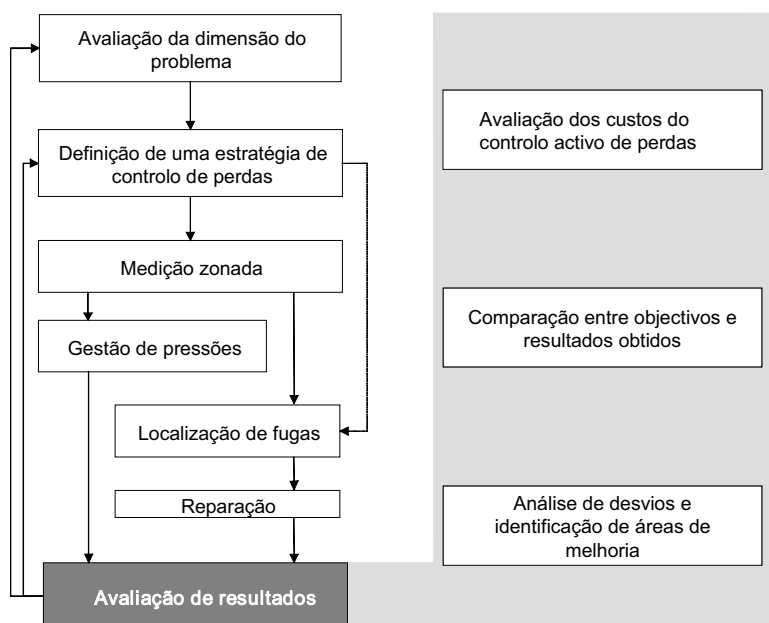 Avaliação da dimensão do
problema
Definição de uma estratégia de
controlo de perdas
Medição zonada
Gestão de pressões
Localização de fugas
Reparação
Avaliação de resultados
Avaliação dos custos do
controlo activo de perdas
Comparação entre objectivos e
resultados obtidos
Análise de desvios e
identificação de áreas de
melhoria